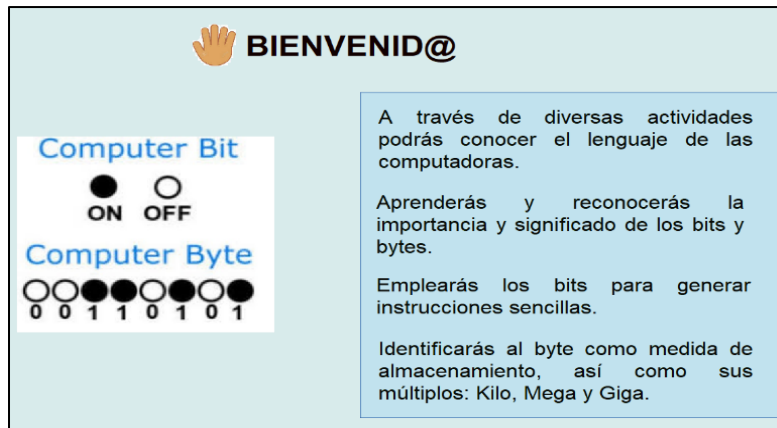 BIENVENID@
Computer Bit
ON OFF
Computer Byte
0 0 1 1 0 1 0 1
A través de diversas actividades
podrás conocer el lenguaje de las
computadoras.
Aprenderás y reconocerás la
importancia y significado de los bits y
bytes.
Emplearás los bits para generar
instrucciones sencillas.
Identificarás al byte como medida de
almacenamiento, así como sus
múltiplos: Kilo, Mega y Giga.